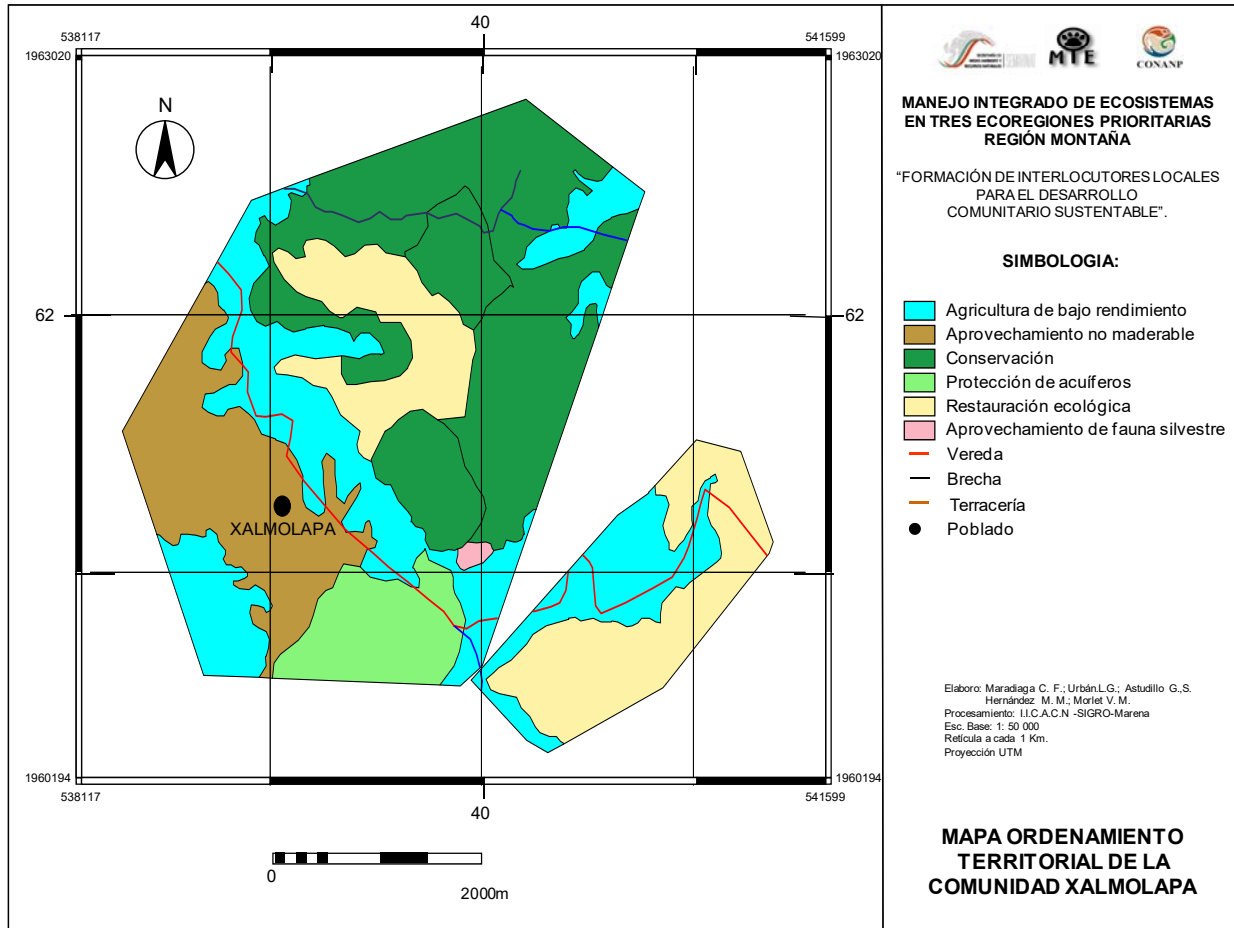 40
538117
541599
1963020
1963020
N
62
62
XALMOLAPA
1960194
1960194
538117
541599
40
0
2000m
SEMARNAT
MTE
CONANP
MANEJO INTEGRADO DE ECOSISTEMAS
EN TRES ECOREGIONES PRIORITARIAS
REGIÓN MONTAÑA
“FORMACIÓN DE INTERLOCUTORES LOCALES
PARA EL DESARROLLO
COMUNITARIO SUSTENTABLE”.
SIMBOLOGIA:
Agricultura de bajo rendimiento
Aprovechamiento no maderable
Conservación
Protección de acuíferos
Restauración ecológica
Aprovechamiento de fauna silvestre
Vereda
Brecha
Terracería
Poblado
Elaboro: Maradiaga C. F.; Urbán.L.G.; Astudillo G.,S.
Hernández M. M.; Morlet V. M.
Procesamiento: I.I.C.A.C.N -SIGRO-Marena
Esc. Base: 1: 50 000
Retícula a cada 1 Km.
Proyección UTM
MAPA ORDENAMIENTO
TERRITORIAL DE LA
COMUNIDAD XALMOLAPA